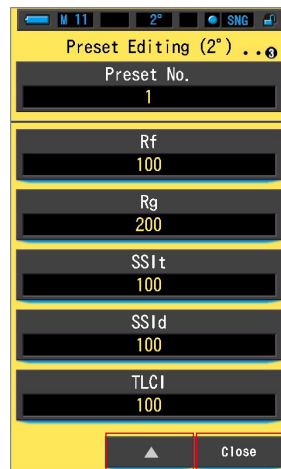 M 11 2° SNG
Preset Editing (2°) ..❸
Preset No.
1
Rf
100
Rg
200
SSIt
100
SSId
100
TLCI
100
▲ Close